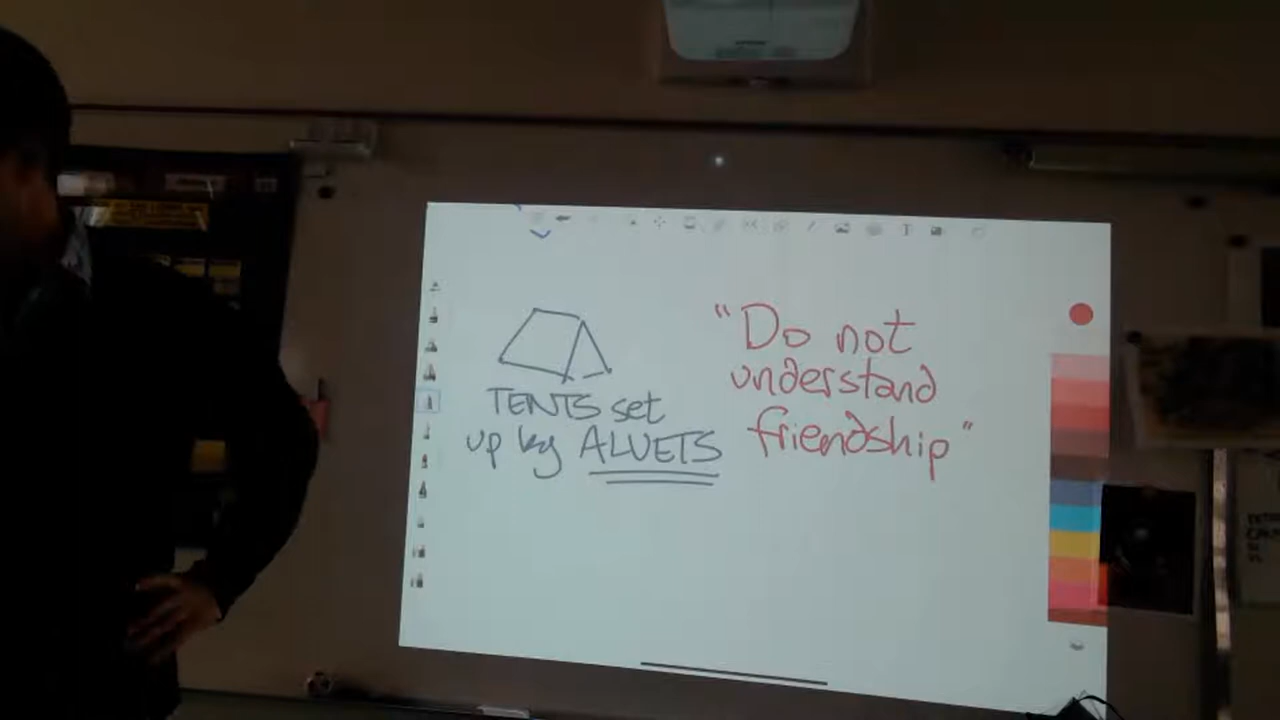 TENTS set
up by ALUETS
"Do not
understand
friendship"